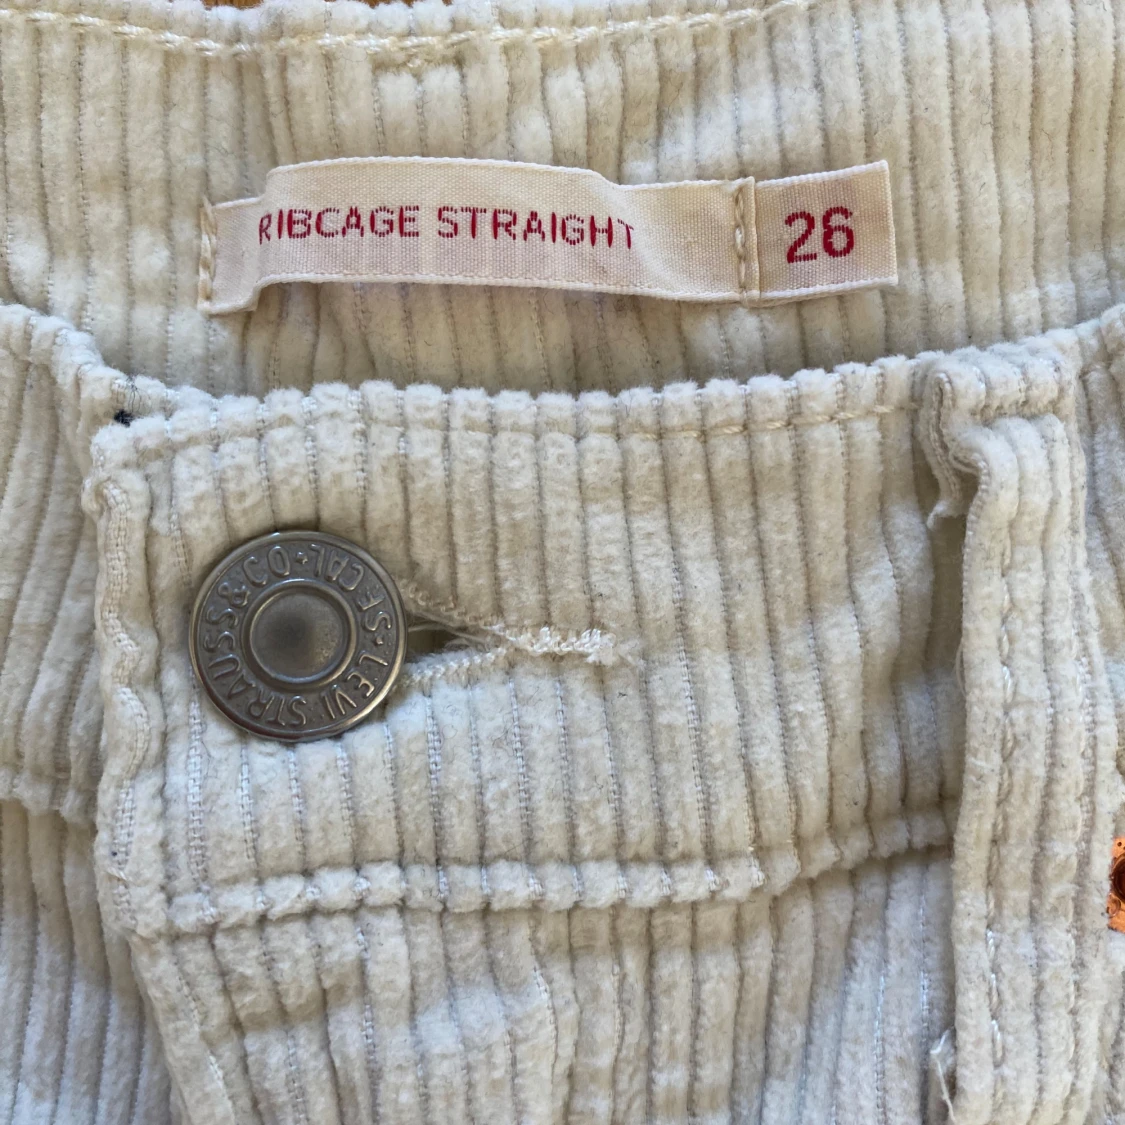 RIBCAGE STRAIGHT 26
LEVI STRAUSS & CO • S.F. CAL •